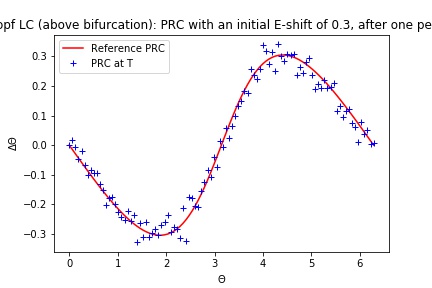 opf LC (above bifurcation): PRC with an initial E-shift of 0.3, after one pe
Reference PRC
PRC at T
0.3
0.2
0.1
0.0
−0.1
−0.2
−0.3
ΔΘ
0 1 2 3 4 5 6
Θ